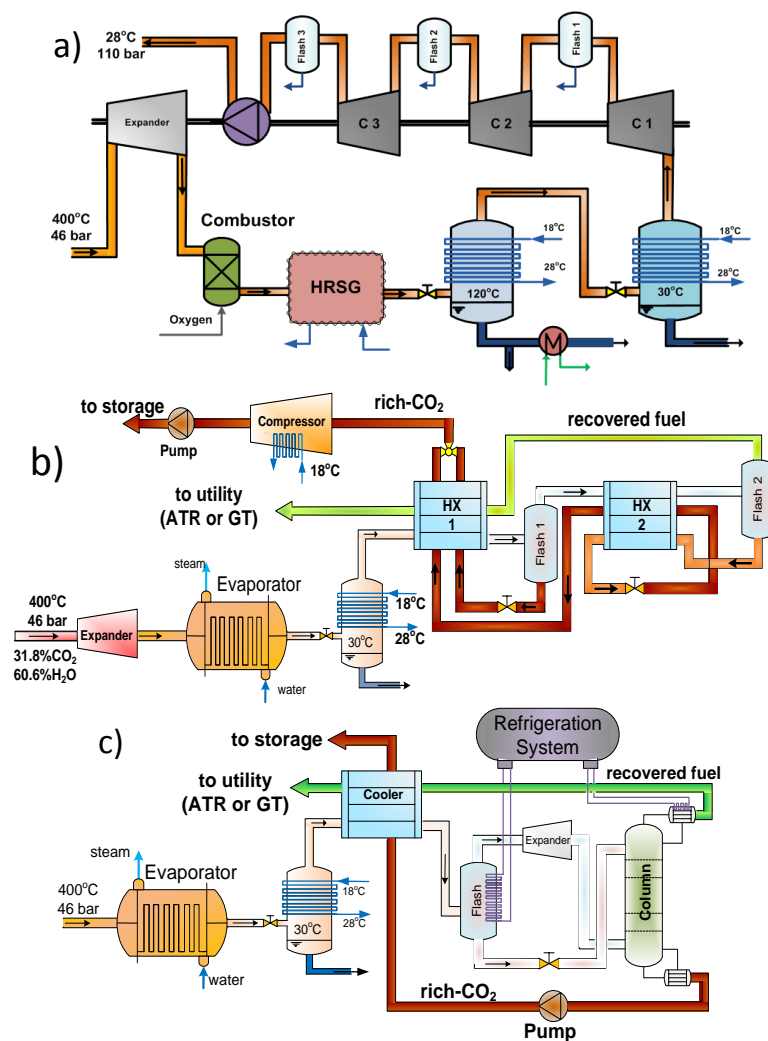 a)
28°C
110 bar
Flash 3
Flash 2
Flash 1
Expander
C 3
C 2
C 1
400°C
46 bar
Combustor
Oxygen
HRSG
18°C
28°C
120°C
M
18°C
28°C
30°C
b)
to storage
rich-CO2
recovered fuel
Compressor
Pump
18°C
to utility
(ATR or GT)
HX
1
Flash 1
HX
2
Flash 2
steam
Evaporator
400°C
46 bar
Expander
31.8%CO2
60.6%H2O
water
18°C
28°C
30°C
c)
to storage
Refrigeration
System
to utility
(ATR or GT)
recovered fuel
Cooler
steam
Evaporator
400°C
46 bar
water
18°C
28°C
30°C
Flash
Expander
Column
rich-CO2
Pump